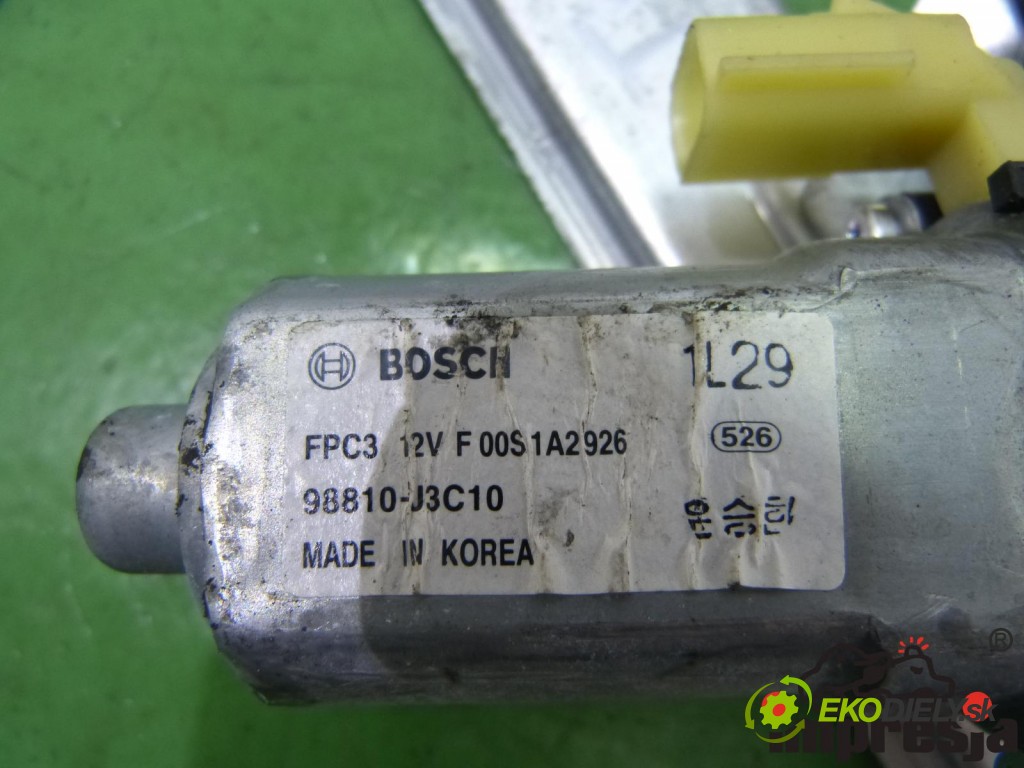 BOSCH 1L29
FPC3 12V F 00S1A2926 526
98810-J3C10
MADE IN KOREA
®
EKODIELY.sk
impresja